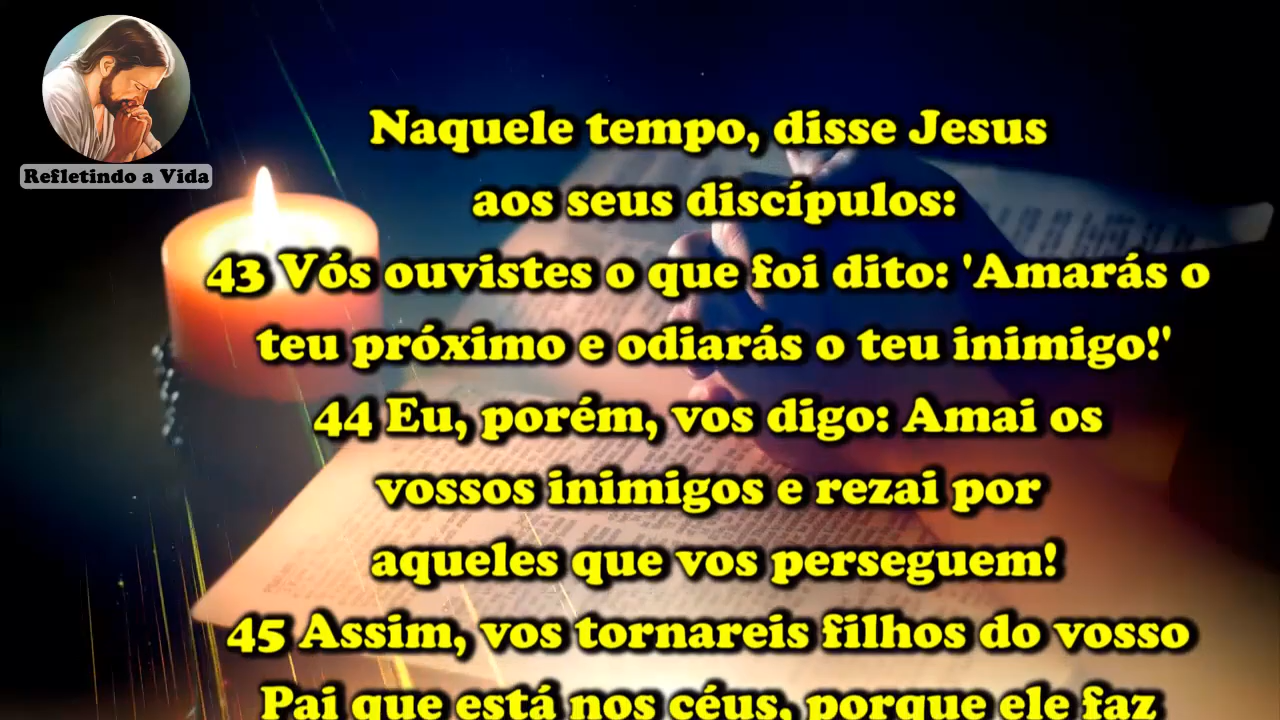 Refletindo a Vida
Naquele tempo, disse Jesus
aos seus discípulos:
43 Vós ouvistes o que foi dito: 'Amarás o
teu próximo e odiarás o teu inimigo!'
44 Eu, porém, vos digo: Amai os
vossos inimigos e rezai por
aqueles que vos perseguem!
45 Assim, vos tornareis filhos do vosso
Pai que está nos céus, porque ele faz